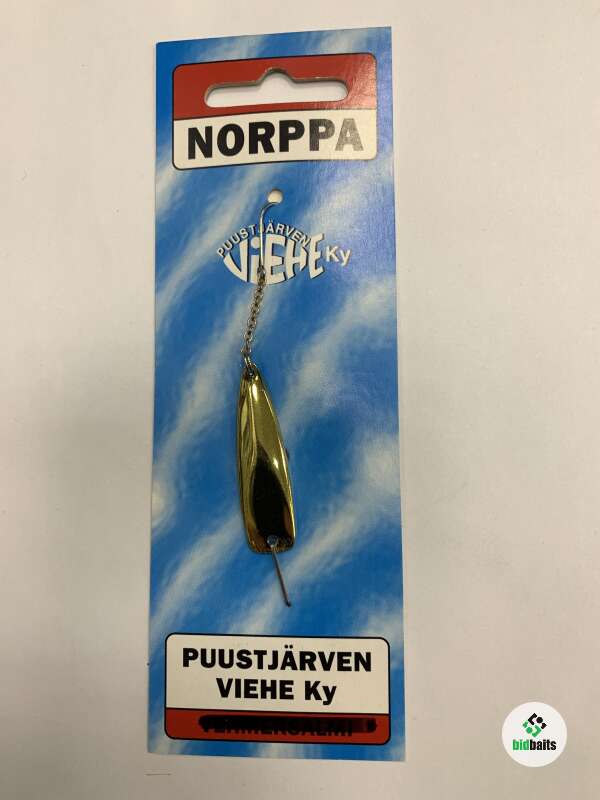 NORPPA
PUUSTJÄRVEN
ViEHE Ky
PUUSTJÄRVEN
VIEHE Ky
bidbaits